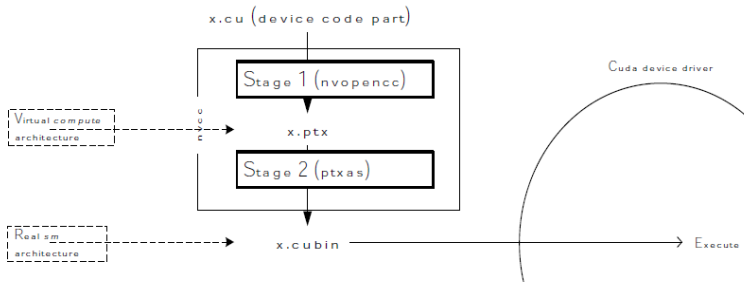 x.cu (device code part)
Cuda device driver
Stage 1 (nvopencc)
Virtual compute
architecture
nvcc
x.ptx
Stage 2 (ptxas)
Real sm
architecture
x.cubin
Execute